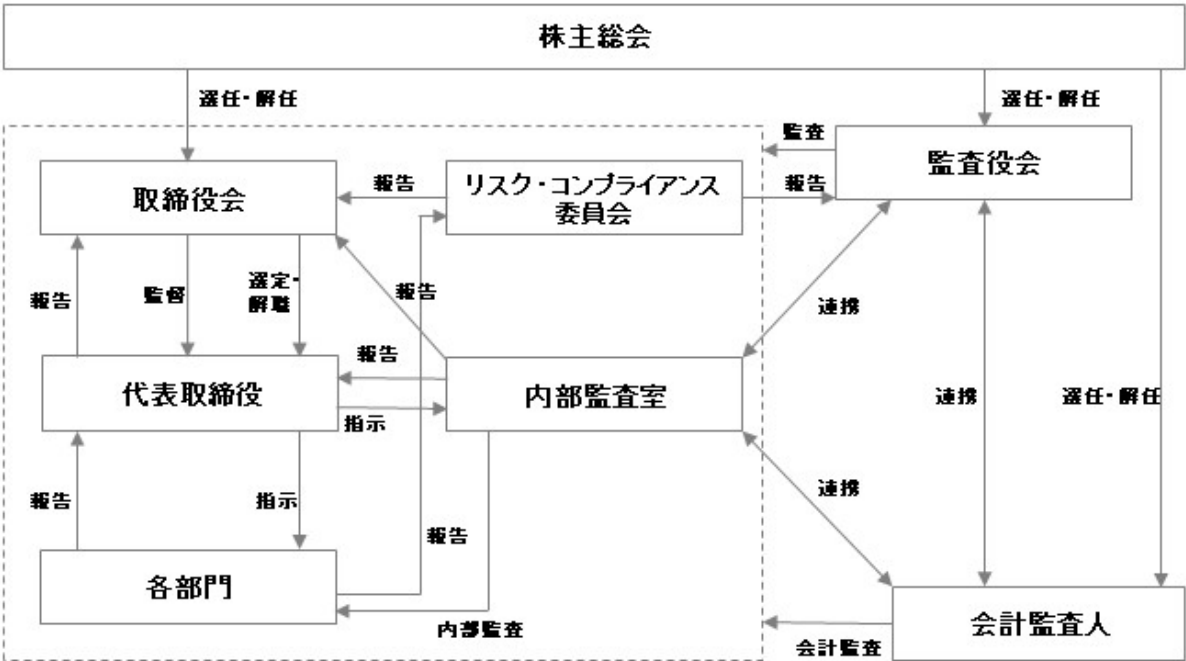 株主総会
選任・解任
選任・解任
監査
監査役会
取締役会
報告
リスク・コンプライアンス
委員会
報告
報告
監督
選定・
解職
報告
連携
代表取締役
報告
指示
内部監査室
連携
選任・解任
報告
指示
報告
連携
各部門
内部監査
会計監査
会計監査人